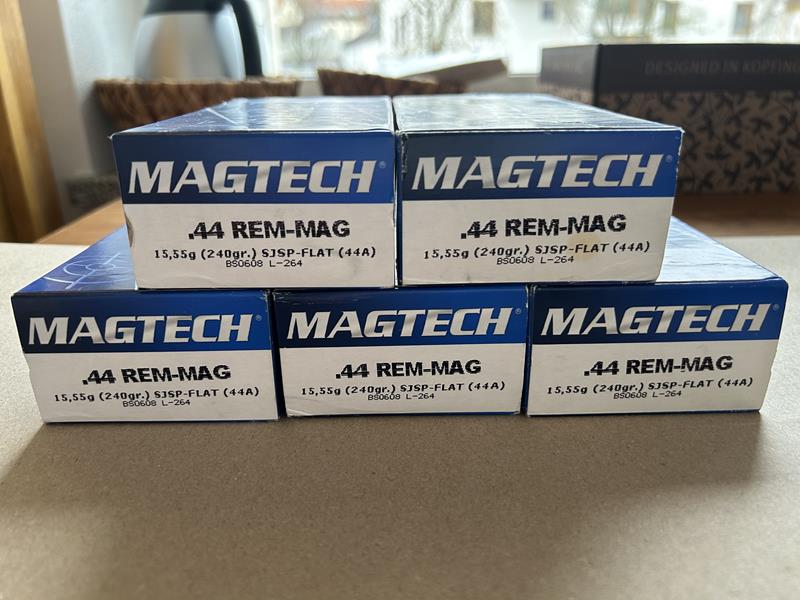 DESIGNED IN KOPFING
MAGTECH®
.44 REM-MAG
15,55g (240gr.) SJSP-FLAT (44A)
BS0608 L-264
MAGTECH®
.44 REM-MAG
15,55g (240gr.) SJSP-FLAT (44A)
BS0608 L-264
MAGTECH®
.44 REM-MAG
15,55g (240gr.) SJSP-FLAT (44A)
BS0608 L-264
MAGTECH®
.44 REM-MAG
15,55g (240gr.) SJSP-FLAT (44A)
BS0608 L-264
MAGTECH®
.44 REM-MAG
15,55g (240gr.) SJSP-FLAT (44A)
BS0608 L-264